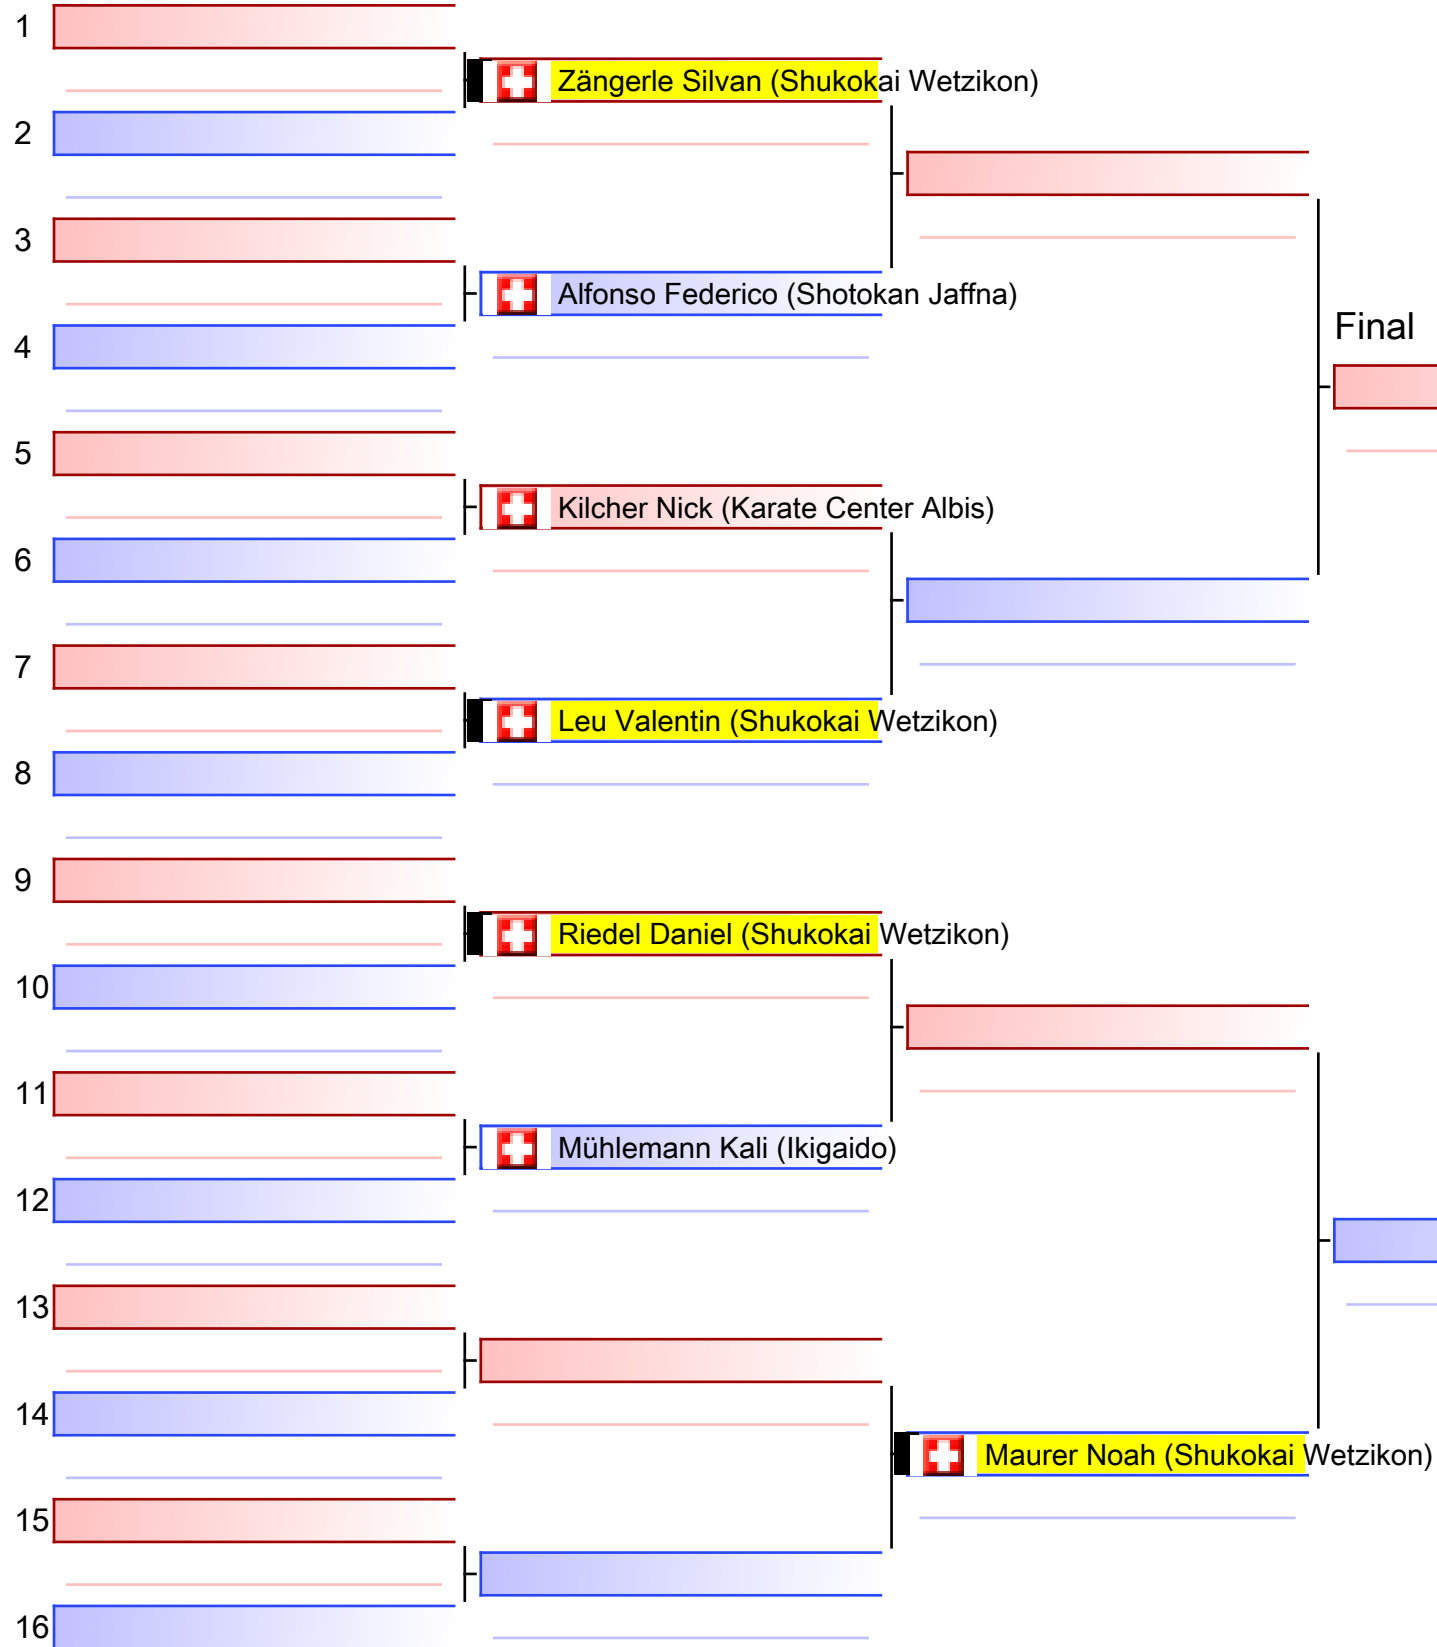 1
Zängerle Silvan (Shukokai Wetzikon)
2
3
Alfonso Federico (Shotokan Jaffna)
Final
4
5
Kilcher Nick (Karate Center Albis)
6
7
Leu Valentin (Shukokai Wetzikon)
8
9
Riedel Daniel (Shukokai Wetzikon)
10
11
Mühlemann Kali (Ikigaido)
12
13
14
Maurer Noah (Shukokai Wetzikon)
15
16